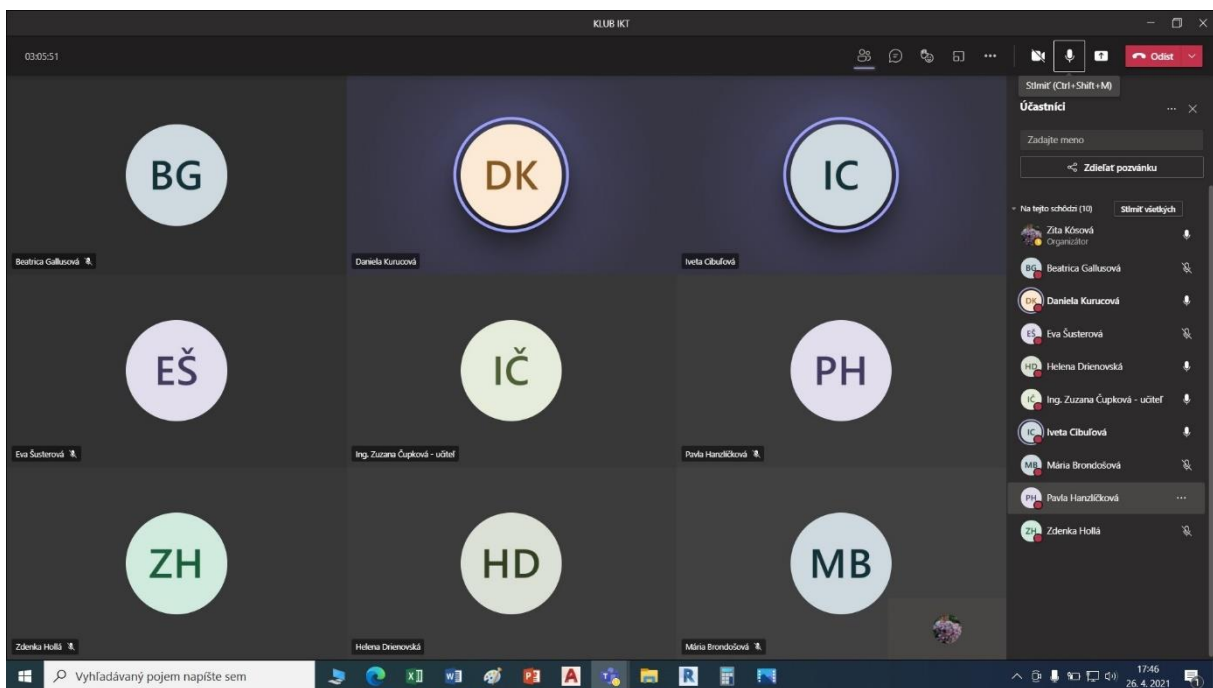 KLUB IKT
03:05:51
Odísť
Stlmiť (Ctrl+Shift+M)
Účastníci
Zadajte meno
Zdieľať pozvánku
Na tejto schôdzi (10) Stlmiť všetkých
Zita Kósová
Organizátor
BG Beatrica Gallusová
DK Daniela Kurucová
EŠ Eva Šusterová
HD Helena Drienovská
IČ Ing. Zuzana Čupková - učiteľ
IC Iveta Cibuľová
MB Mária Brondošová
PH Pavla Hanzlíčková
ZH Zdenka Hollá
BG DK IC
Beatrica Gallusová Daniela Kurucová Iveta Cibuľová
EŠ IČ PH
Eva Šusterová Ing. Zuzana Čupková - učiteľ Pavla Hanzlíčková
ZH HD MB
Zdenka Hollá Helena Drienovská Mária Brondošová
Vyhľadávaný pojem napíšte sem
17:46
26. 4. 2021